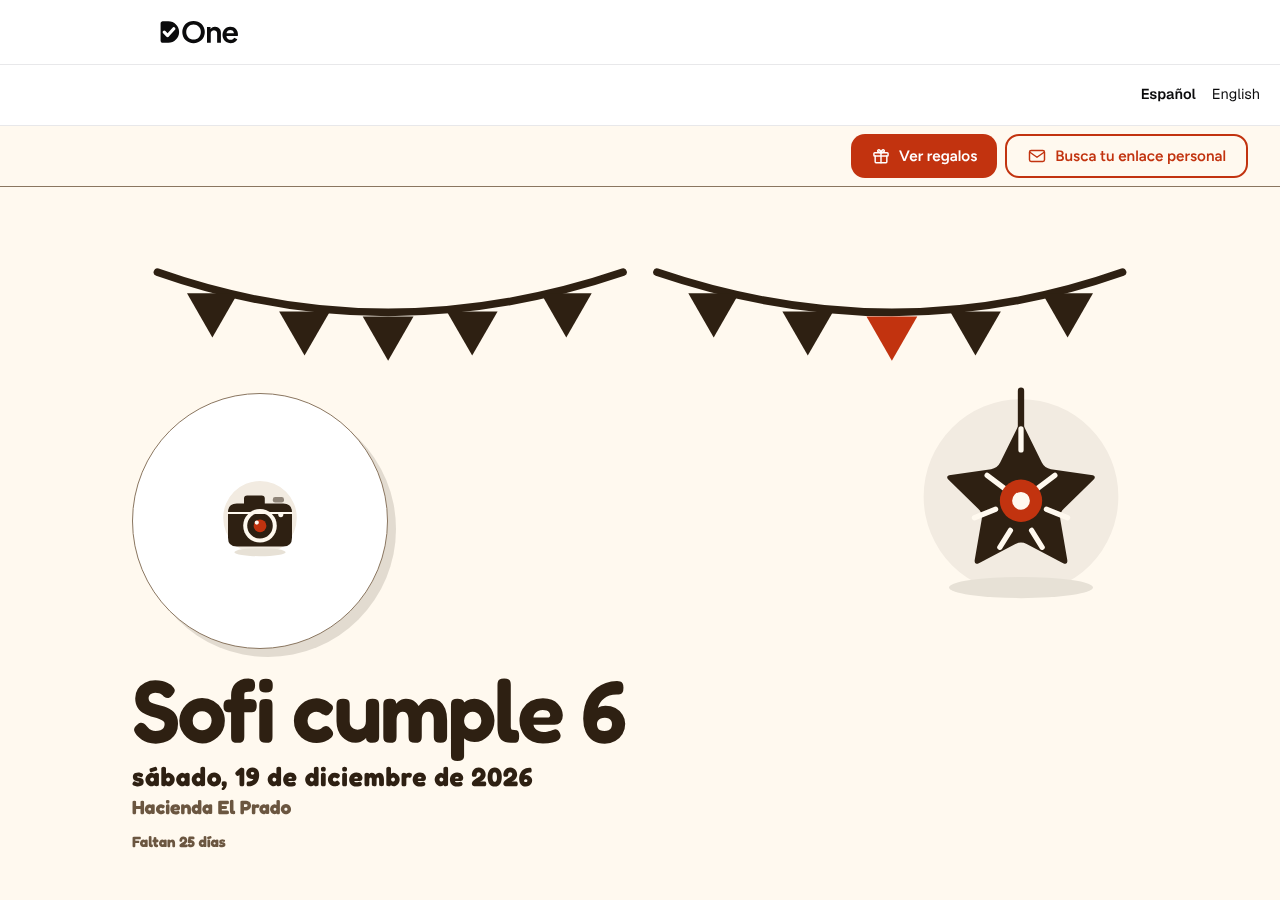 One
Español English
Ver regalos Busca tu enlace personal
Sofi cumple 6
sábado, 19 de diciembre de 2026
Hacienda El Prado
Faltan 25 días